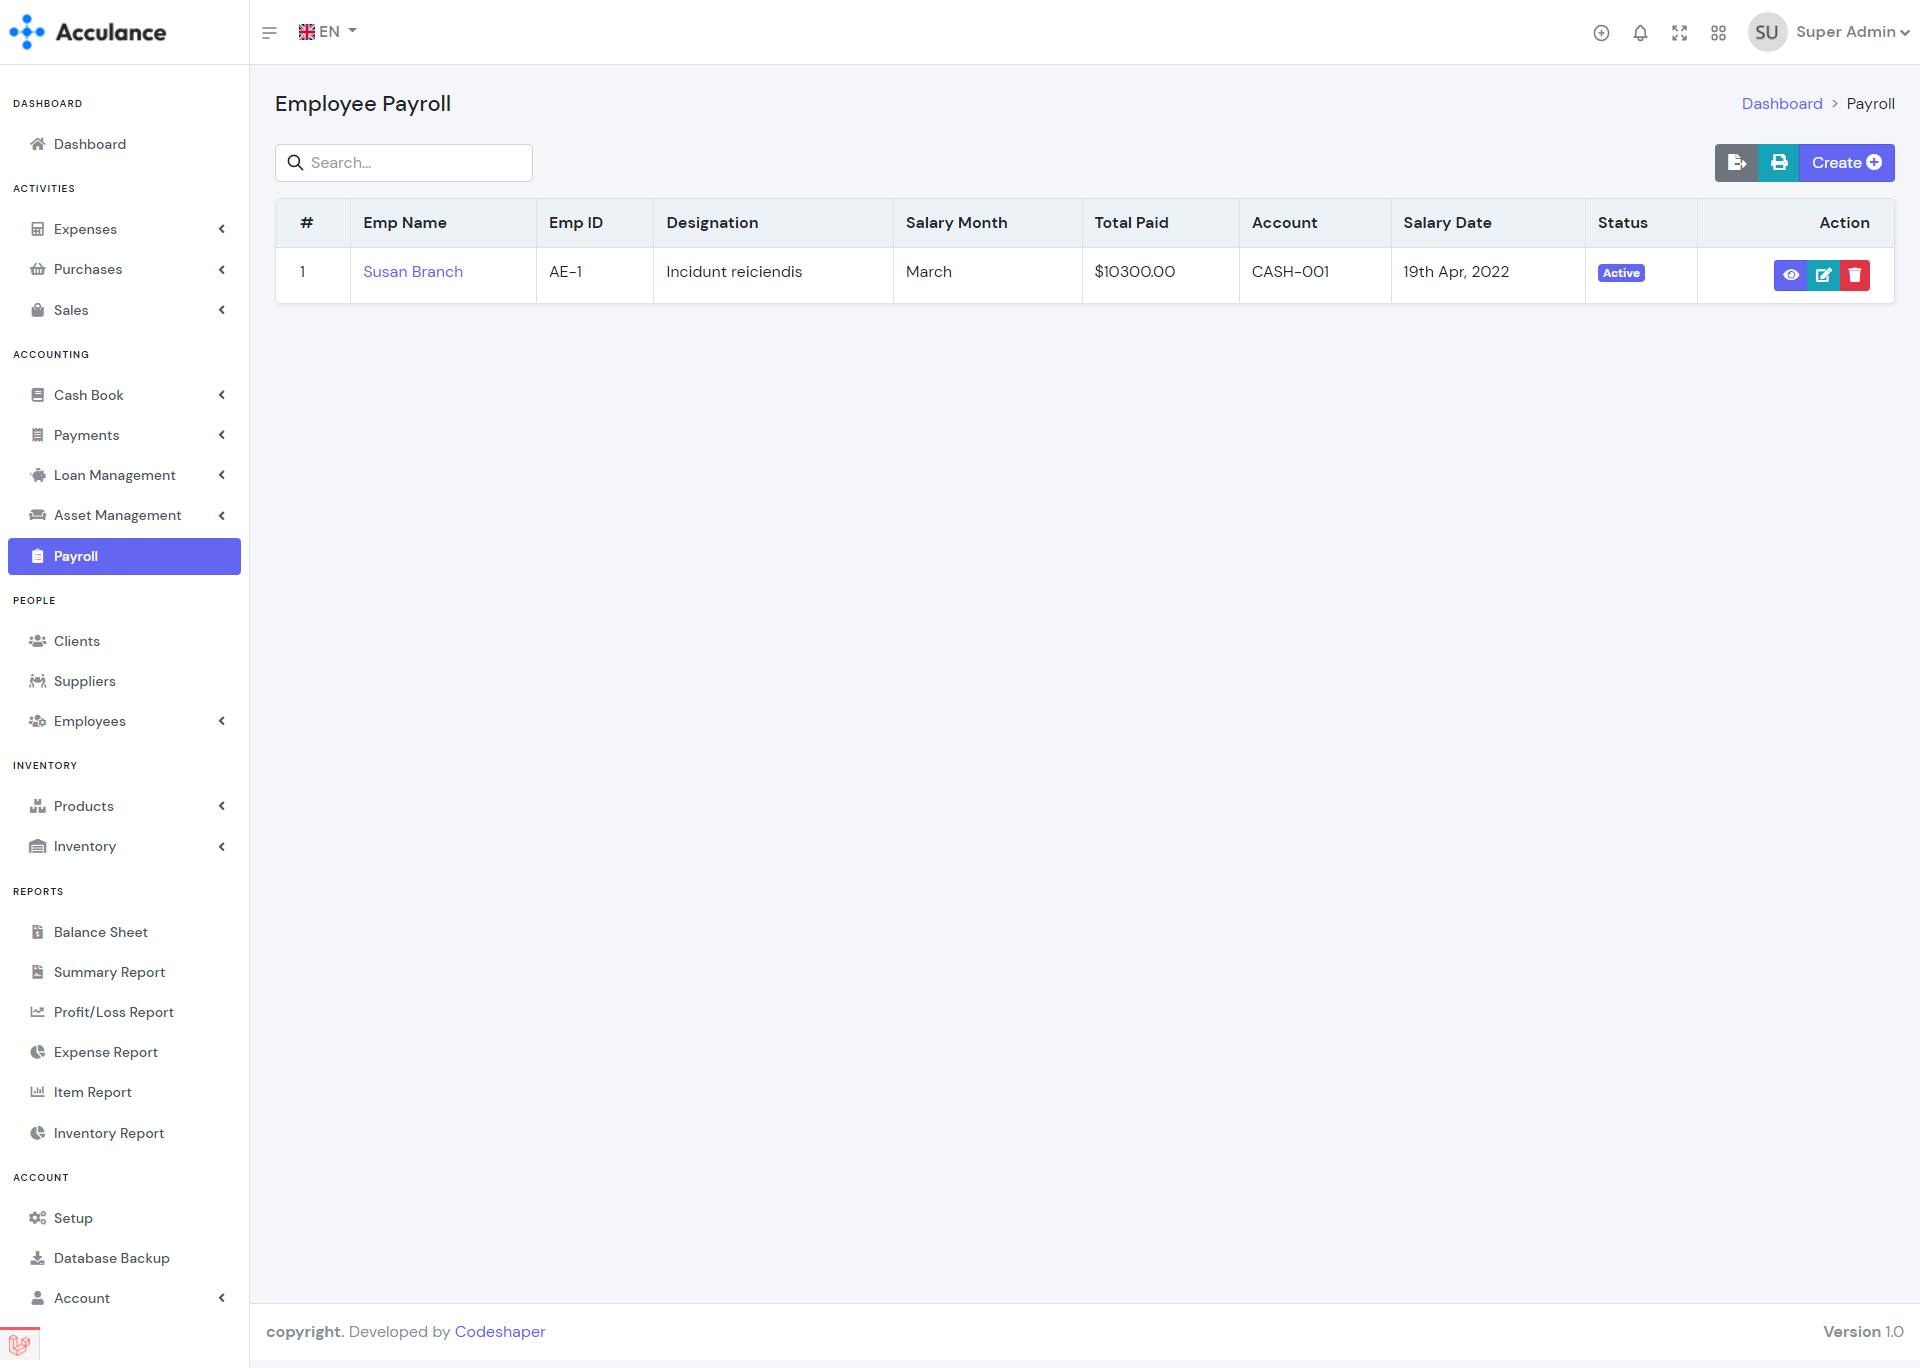 Acculance
EN
SU Super Admin
DASHBOARD
Dashboard
ACTIVITIES
Expenses
Purchases
Sales
ACCOUNTING
Cash Book
Payments
Loan Management
Asset Management
Payroll
PEOPLE
Clients
Suppliers
Employees
INVENTORY
Products
Inventory
REPORTS
Balance Sheet
Summary Report
Profit/Loss Report
Expense Report
Item Report
Inventory Report
ACCOUNT
Setup
Database Backup
Account
Employee Payroll
Dashboard > Payroll
Search...
Create
# Emp Name Emp ID Designation Salary Month Total Paid Account Salary Date Status Action
1 Susan Branch AE-1 Incidunt reiciendis March $10300.00 CASH-001 19th Apr, 2022 Active
copyright. Developed by Codeshaper
Version 1.0